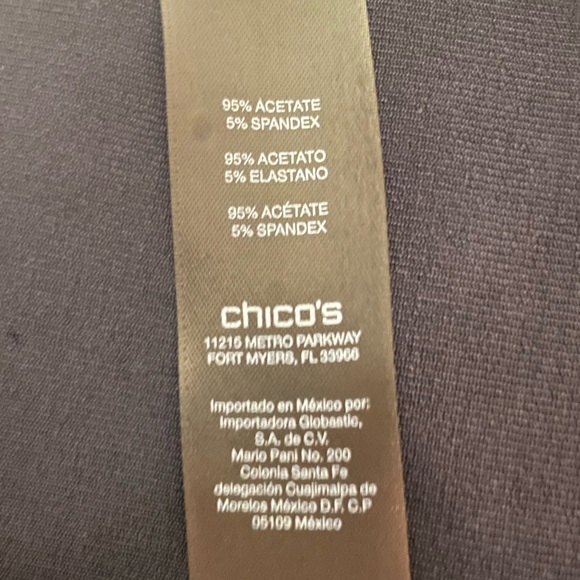 95% ACETATE
5% SPANDEX
95% ACETATO
5% ELASTANO
95% ACÉTATE
5% SPANDEX
chico's
11215 METRO PARKWAY
FORT MYERS, FL 33966
Importado en México por:
Importadora Globastic,
S.A. de C.V.
Mario Pani No. 200
Colonia Santa Fe
delegación Cuajimalpa de
Morelos México D.F. C.P
05109 México